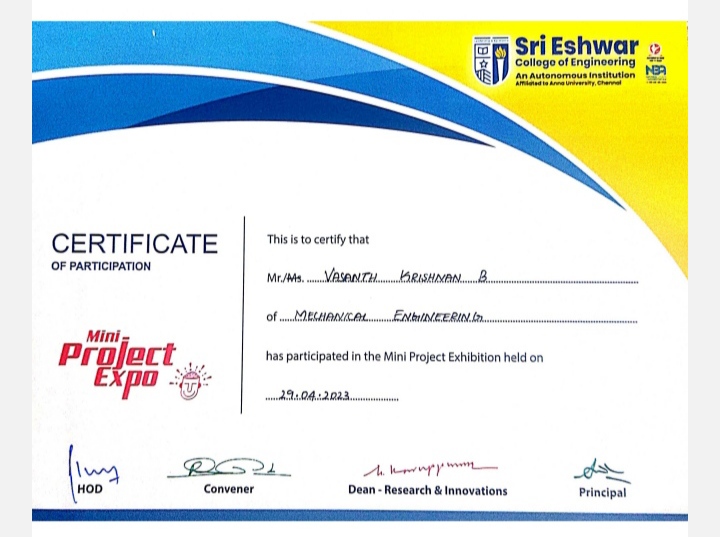 Sri Eshwar
College of Engineering
An Autonomous Institution
Affiliated to Anna University, Chennai
NBA
CERTIFICATE
OF PARTICIPATION
Mini
Project
Expo
This is to certify that
Mr./Ms. VASANTH KRISHNAN B
of MECHANICAL ENGINEERING
has participated in the Mini Project Exhibition held on
29.04.2023
HOD
Convener
Dean - Research & Innovations
Principal